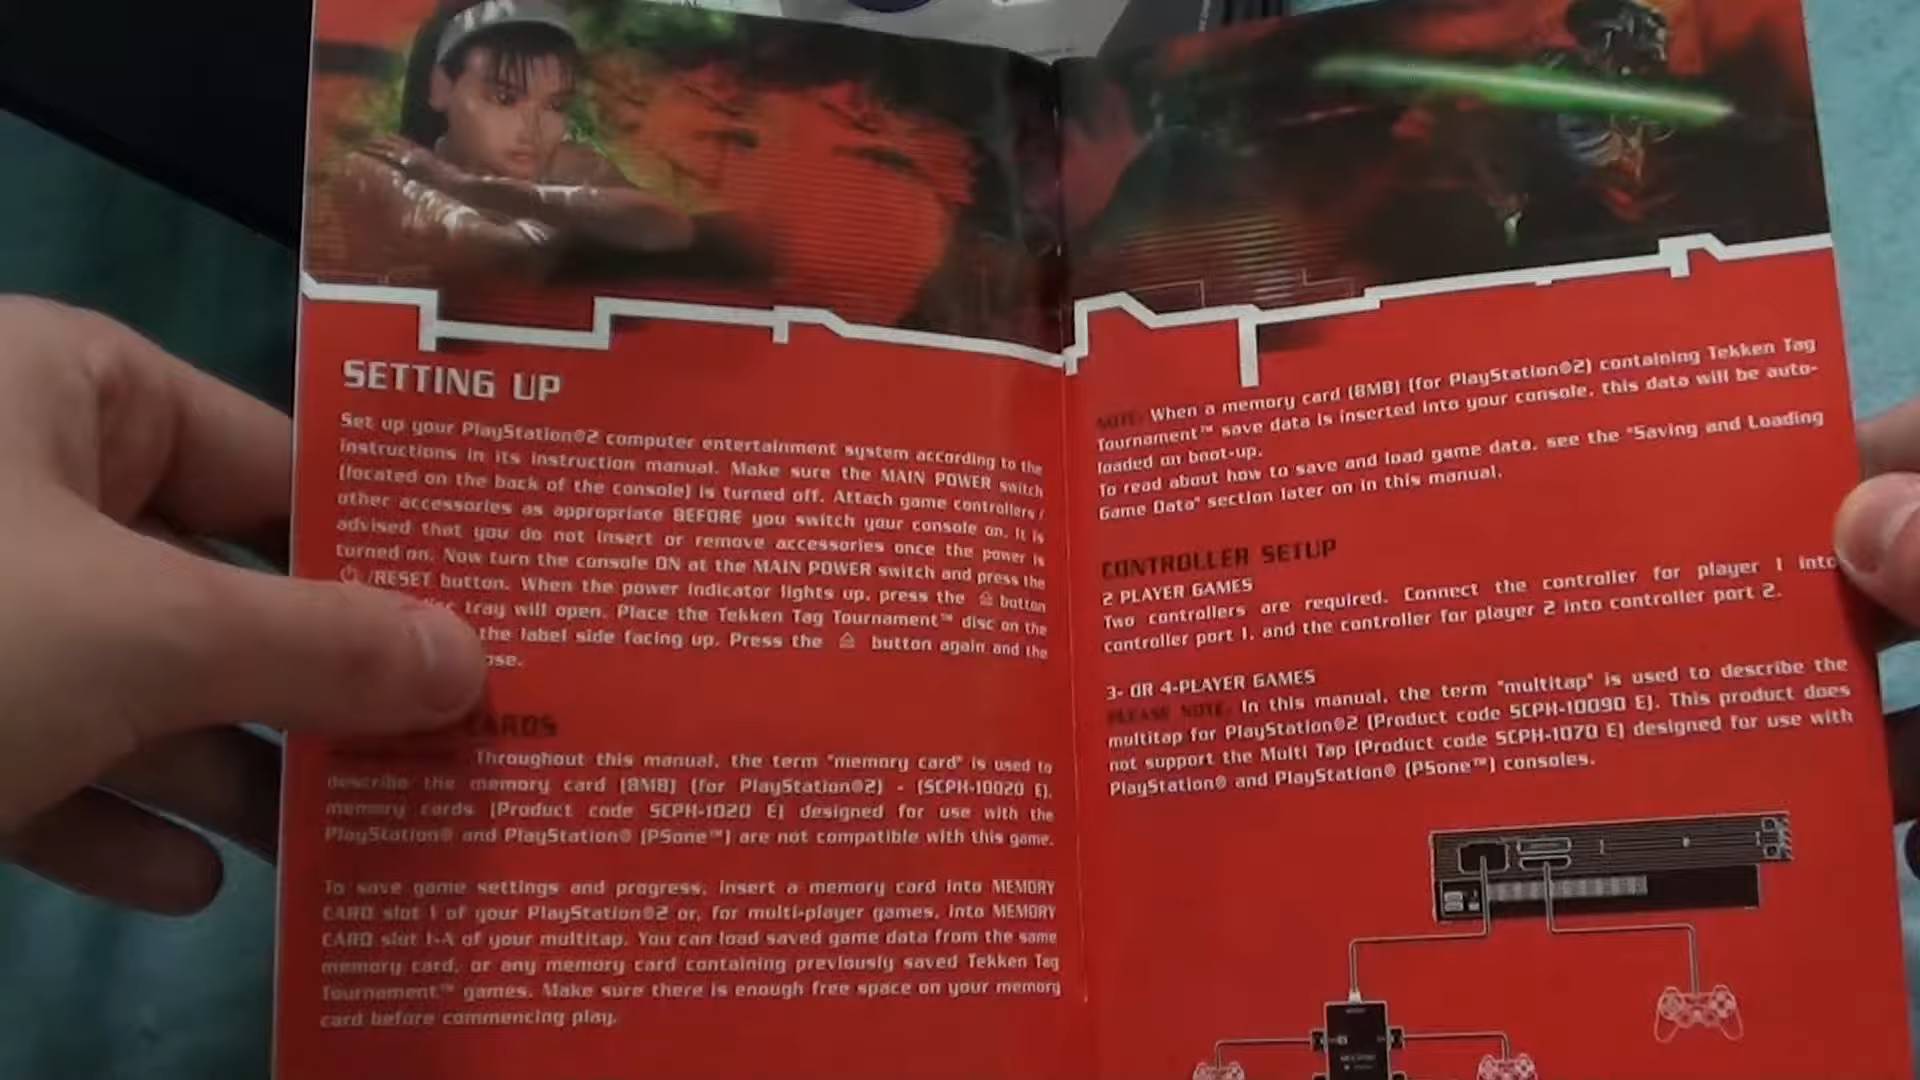 SETTING UP
Set up your PlayStation®2 computer entertainment system according to the
instructions in its instruction manual. Make sure the MAIN POWER switch
(located on the back of the console) is turned off. Attach game controllers /
other accessories as appropriate BEFORE you switch your console on. It is
advised that you do not insert or remove accessories once the power is
turned on. Now turn the console ON at the MAIN POWER switch and press the
/RESET button. When the power indicator lights up, press the button
tray will open. Place the Tekken Tag Tournament™ disc on the
the label side facing up. Press the button again and the
CARDS
Throughout this manual, the term "memory card" is used to
describe the memory card (8MB) (for PlayStation®2) - (SCPH-10020 E),
memory cards (Product code SCPH-1020 E) designed for use with the
PlayStation® and PlayStation® (PSone™) are not compatible with this game.
To save game settings and progress, insert a memory card into MEMORY
CARD slot 1 of your PlayStation®2 or, for multi-player games, into MEMORY
CARD slot 1-A of your multitap. You can load saved game data from the same
memory card, or any memory card containing previously saved Tekken Tag
Tournament™ games. Make sure there is enough free space on your memory
card before commencing play.
NOTE: When a memory card (8MB) (for PlayStation®2) containing Tekken Tag
Tournament™ save data is inserted into your console, this data will be auto-
loaded on boot-up.
To read about how to save and load game data, see the "Saving and Loading
Game Data" section later on in this manual.
CONTROLLER SETUP
2 PLAYER GAMES
Two controllers are required. Connect the controller for player 1 into
controller port 1, and the controller for player 2 into controller port 2.
3- OR 4-PLAYER GAMES
PLEASE NOTE: In this manual, the term "multitap" is used to describe the
multitap for PlayStation®2 (Product code SCPH-10090 E). This product does
not support the Multi Tap (Product code SCPH-1070 E) designed for use with
PlayStation® and PlayStation® (PSone™) consoles.